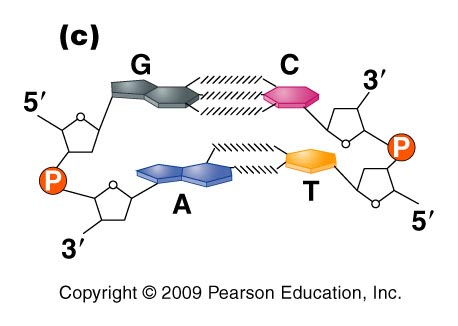 (c)
G C
5′ 3′
P P
A T
3′ 5′
Copyright © 2009 Pearson Education, Inc.